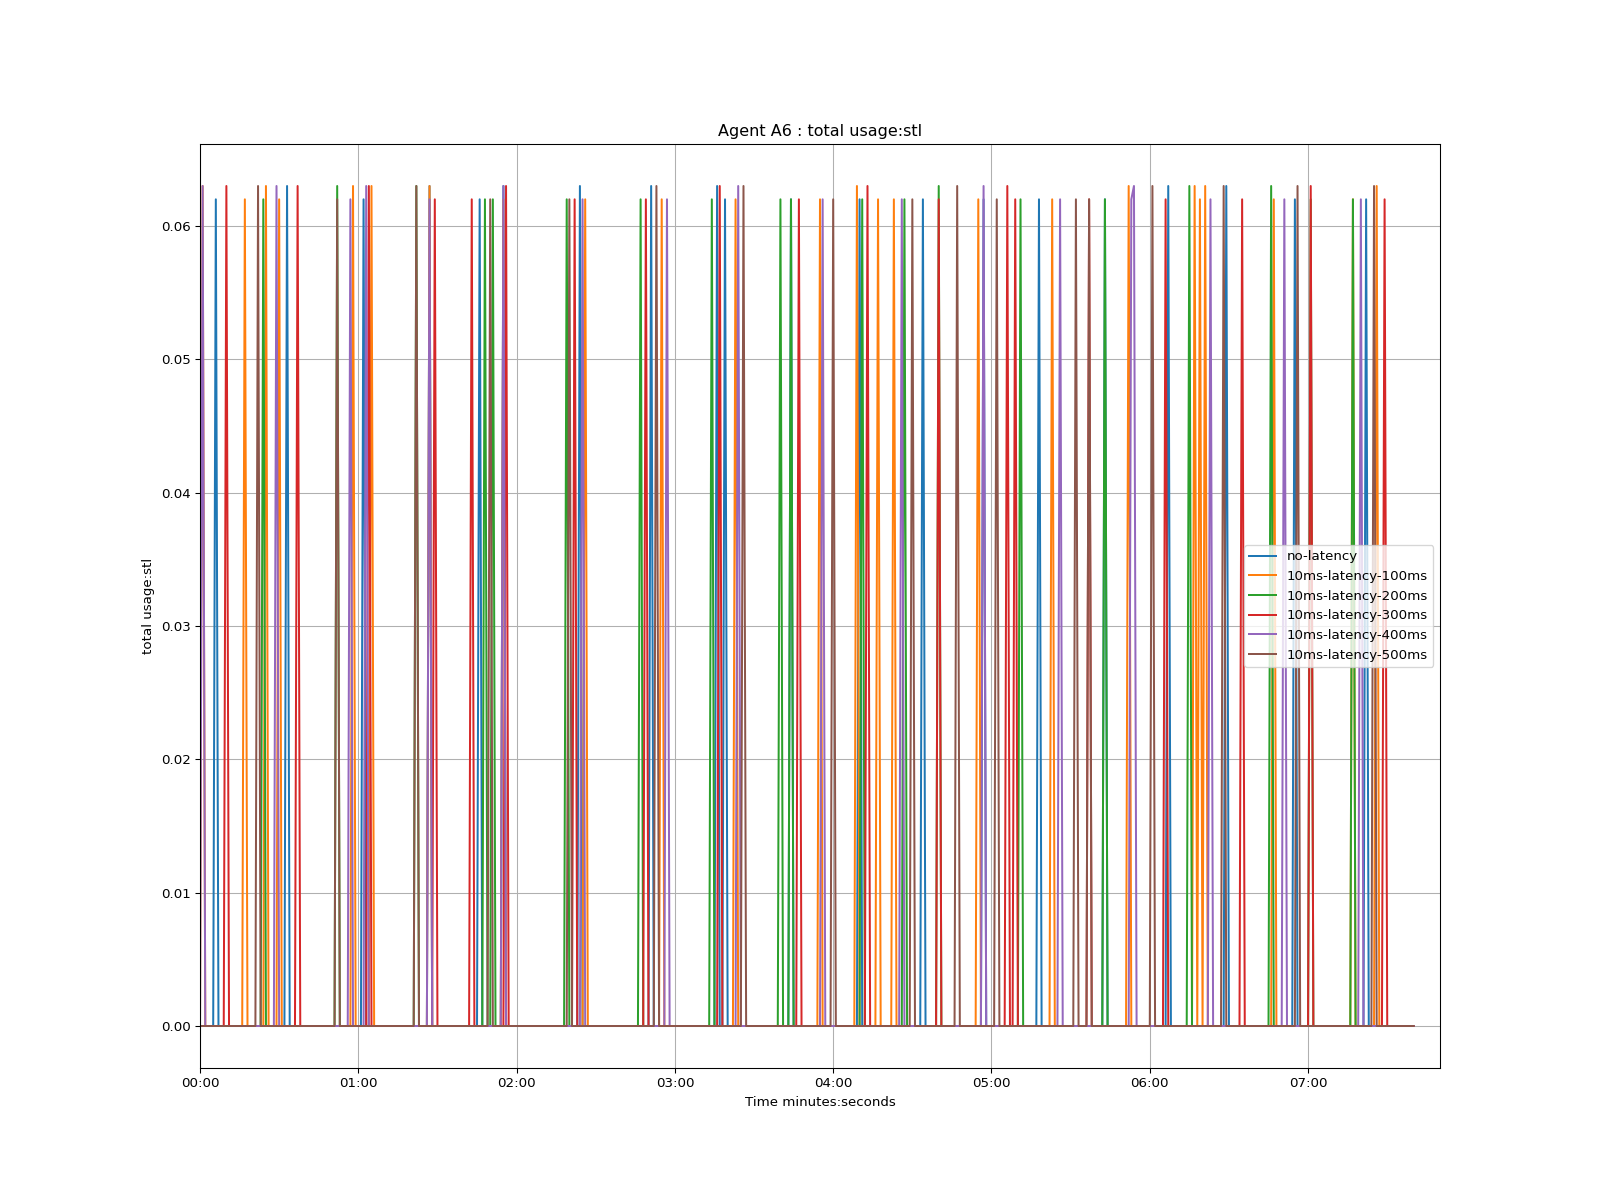 Agent A6 : total usage:stl
total usage:stl
0.06
0.05
0.04
0.03
0.02
0.01
0.00
no-latency
10ms-latency-100ms
10ms-latency-200ms
10ms-latency-300ms
10ms-latency-400ms
10ms-latency-500ms
00:00 01:00 02:00 03:00 04:00 05:00 06:00 07:00
Time minutes:seconds